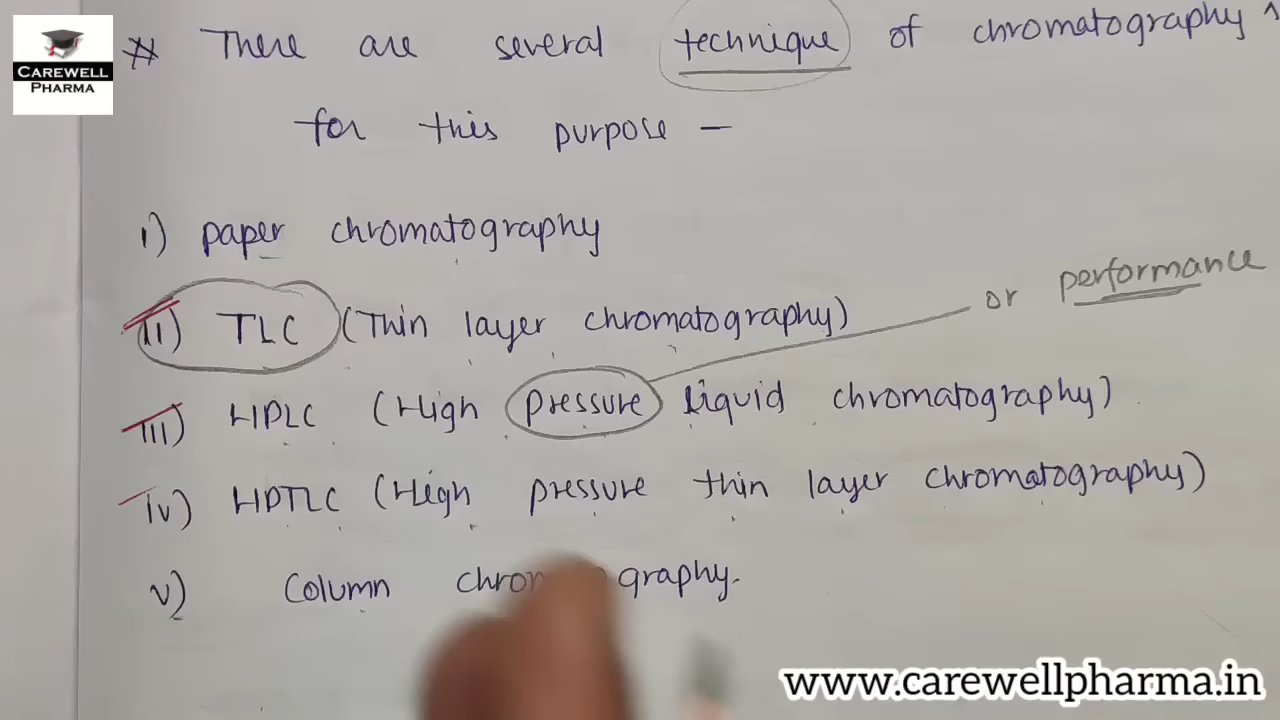 CAREWELL
PHARMA
* There are several technique of chromatography
for this purpose –
i) paper chromatography
ii) TLC (Thin layer chromatography)
or performance
iii) HPLC (High pressure Liquid chromatography)
iv) HPTLC (High pressure thin layer chromatography)
v) Column
www.carewellpharma.in